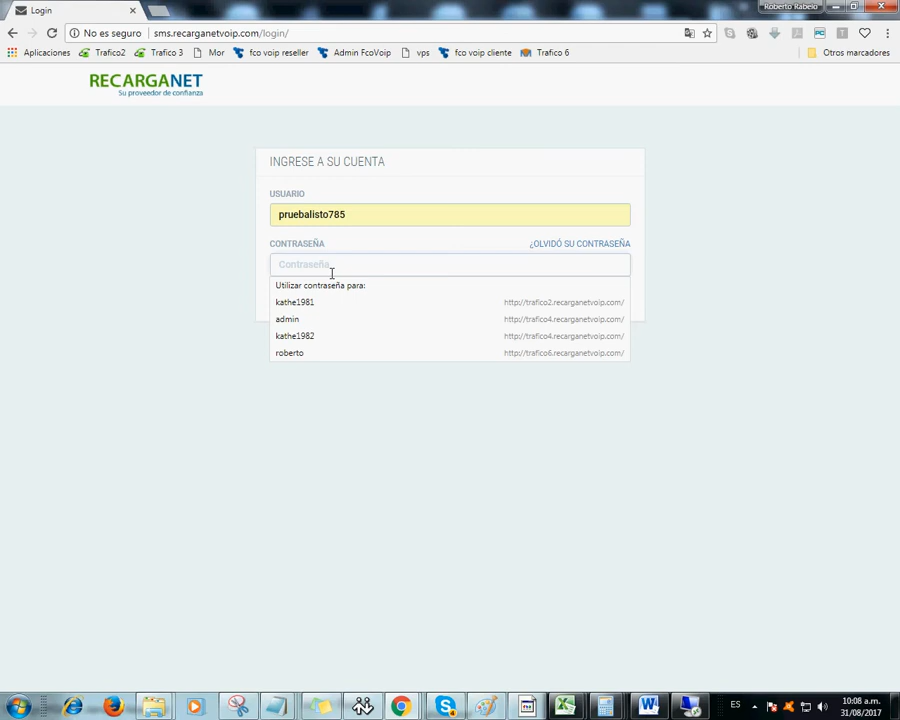 Login
Roberto Rabelo
No es seguro
sms.recarganetvoip.com/login/
Aplicaciones
Trafico2
Trafico 3
Mor
fco voip reseller
Admin FcoVoip
vps
fco voip cliente
Trafico 6
Otros marcadores
RECARGANET
Su proveedor de confianza
INGRESE A SU CUENTA
USUARIO
pruebalisto785
CONTRASEÑA
¿OLVIDÓ SU CONTRASEÑA
Contraseña
Utilizar contraseña para:
kathe1981 http://trafico2.recarganetvoip.com/
admin http://trafico4.recarganetvoip.com/
kathe1982 http://trafico4.recarganetvoip.com/
roberto http://trafico6.recarganetvoip.com/
ES
10:08 a.m.
31/08/2017